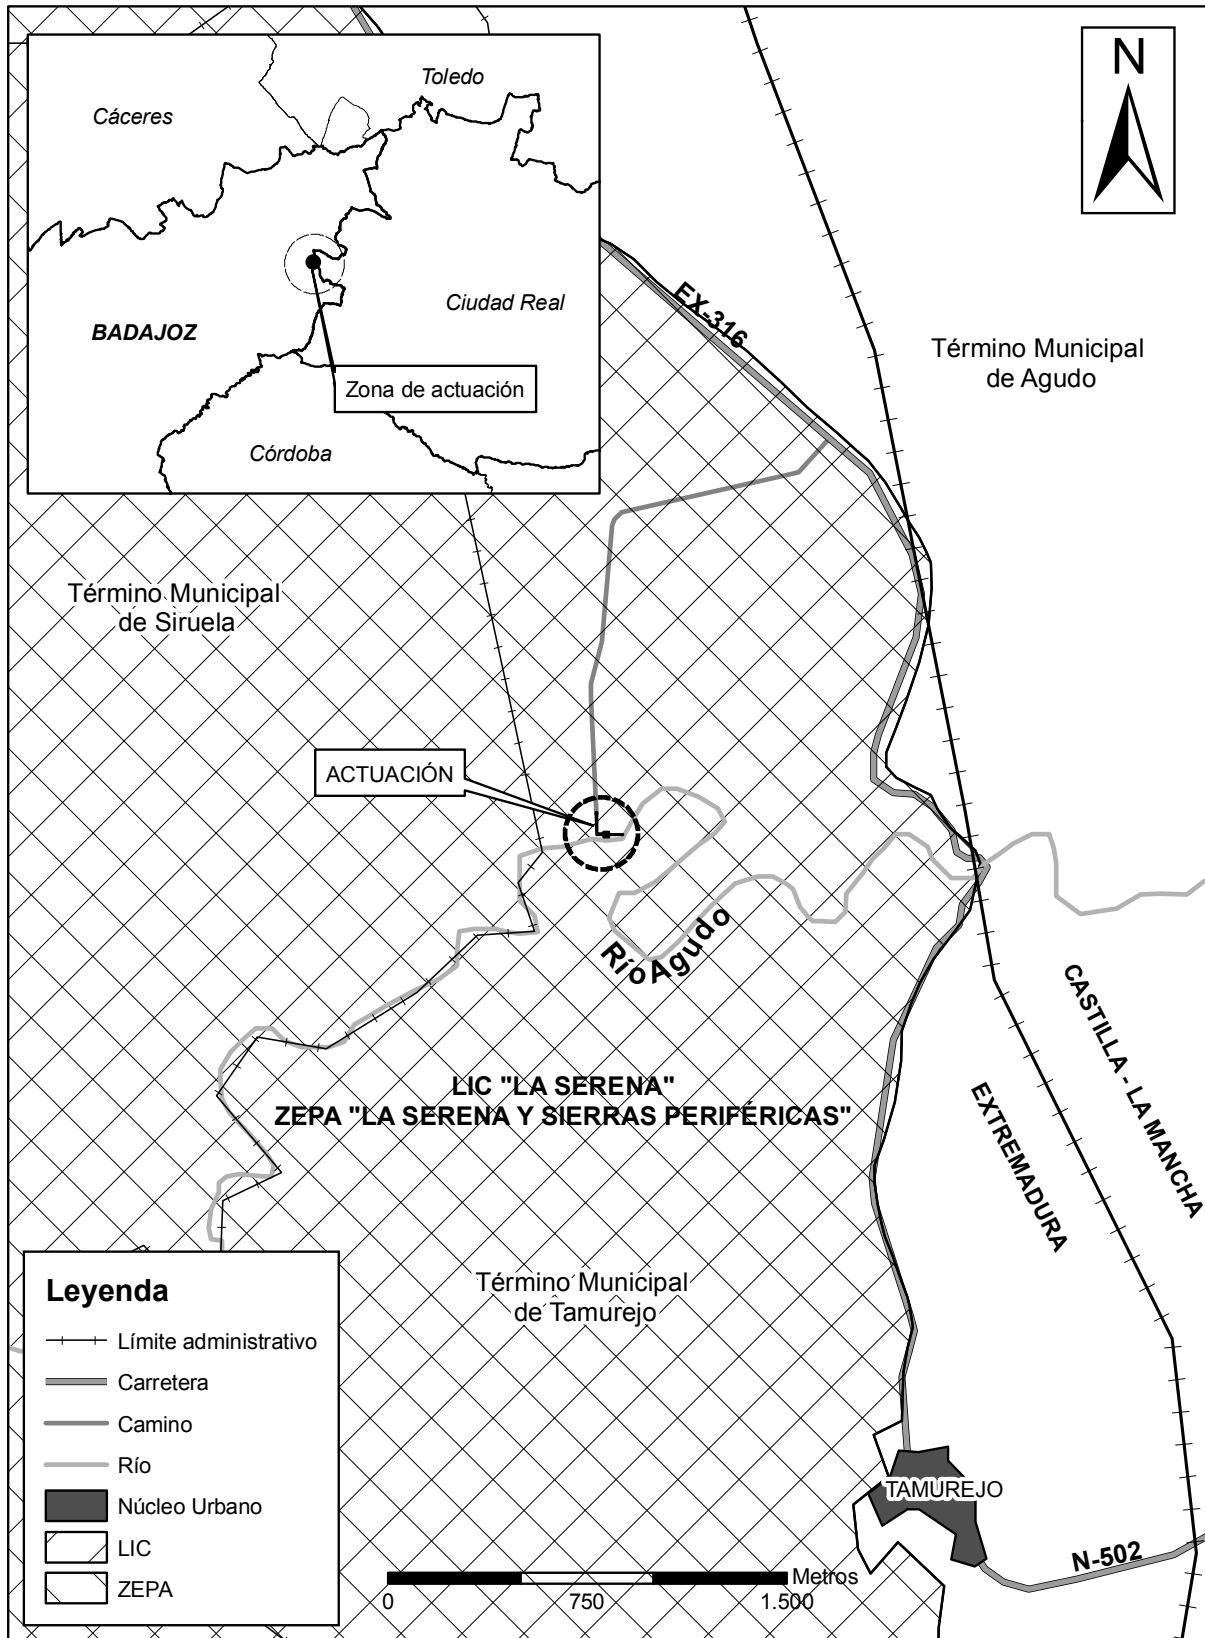 N
Toledo
Cáceres
Ciudad Real
BADAJOZ
Zona de actuación
Córdoba
EX-316
Término Municipal
de Agudo
Término Municipal
de Siruela
ACTUACIÓN
Río Agudo
CASTILLA - LA MANCHA
EXTREMADURA
LIC "LA SERENA"
ZEPA "LA SERENA Y SIERRAS PERIFÉRICAS"
Término Municipal
de Tamurejo
Leyenda
Límite administrativo
Carretera
Camino
Río
Núcleo Urbano
LIC
ZEPA
TAMUREJO
N-502
Metros
0 750 1.500